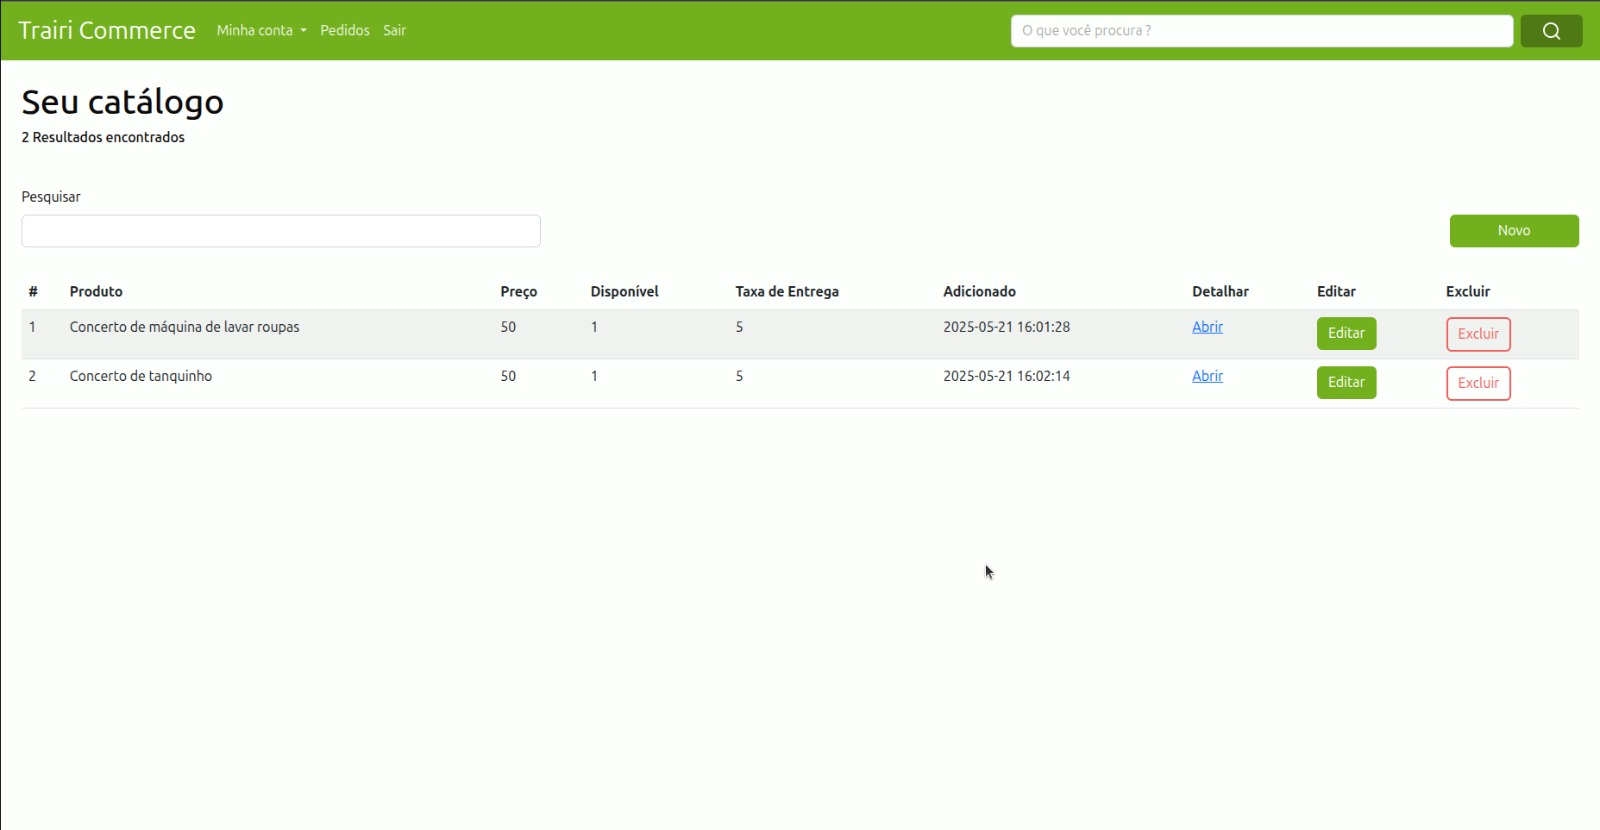 Trairi Commerce Minha conta Pedidos Sair O que você procura ?
Seu catálogo
2 Resultados encontrados
Pesquisar
Novo
# Produto Preço Disponível Taxa de Entrega Adicionado Detalhar Editar Excluir
1 Concerto de máquina de lavar roupas 50 1 5 2025-05-21 16:01:28 Abrir Editar Excluir
2 Concerto de tanquinho 50 1 5 2025-05-21 16:02:14 Abrir Editar Excluir